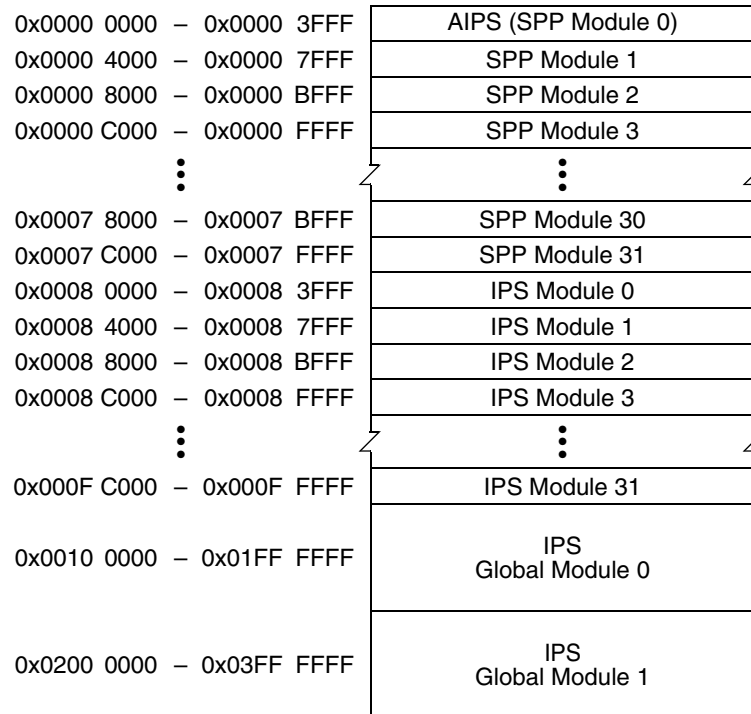 0x0000 0000 – 0x0000 3FFF AIPS (SPP Module 0)
0x0000 4000 – 0x0000 7FFF SPP Module 1
0x0000 8000 – 0x0000 BFFF SPP Module 2
0x0000 C000 – 0x0000 FFFF SPP Module 3
0x0007 8000 – 0x0007 BFFF SPP Module 30
0x0007 C000 – 0x0007 FFFF SPP Module 31
0x0008 0000 – 0x0008 3FFF IPS Module 0
0x0008 4000 – 0x0008 7FFF IPS Module 1
0x0008 8000 – 0x0008 BFFF IPS Module 2
0x0008 C000 – 0x0008 FFFF IPS Module 3
0x000F C000 – 0x000F FFFF IPS Module 31
0x0010 0000 – 0x01FF FFFF IPS
Global Module 0
0x0200 0000 – 0x03FF FFFF IPS
Global Module 1